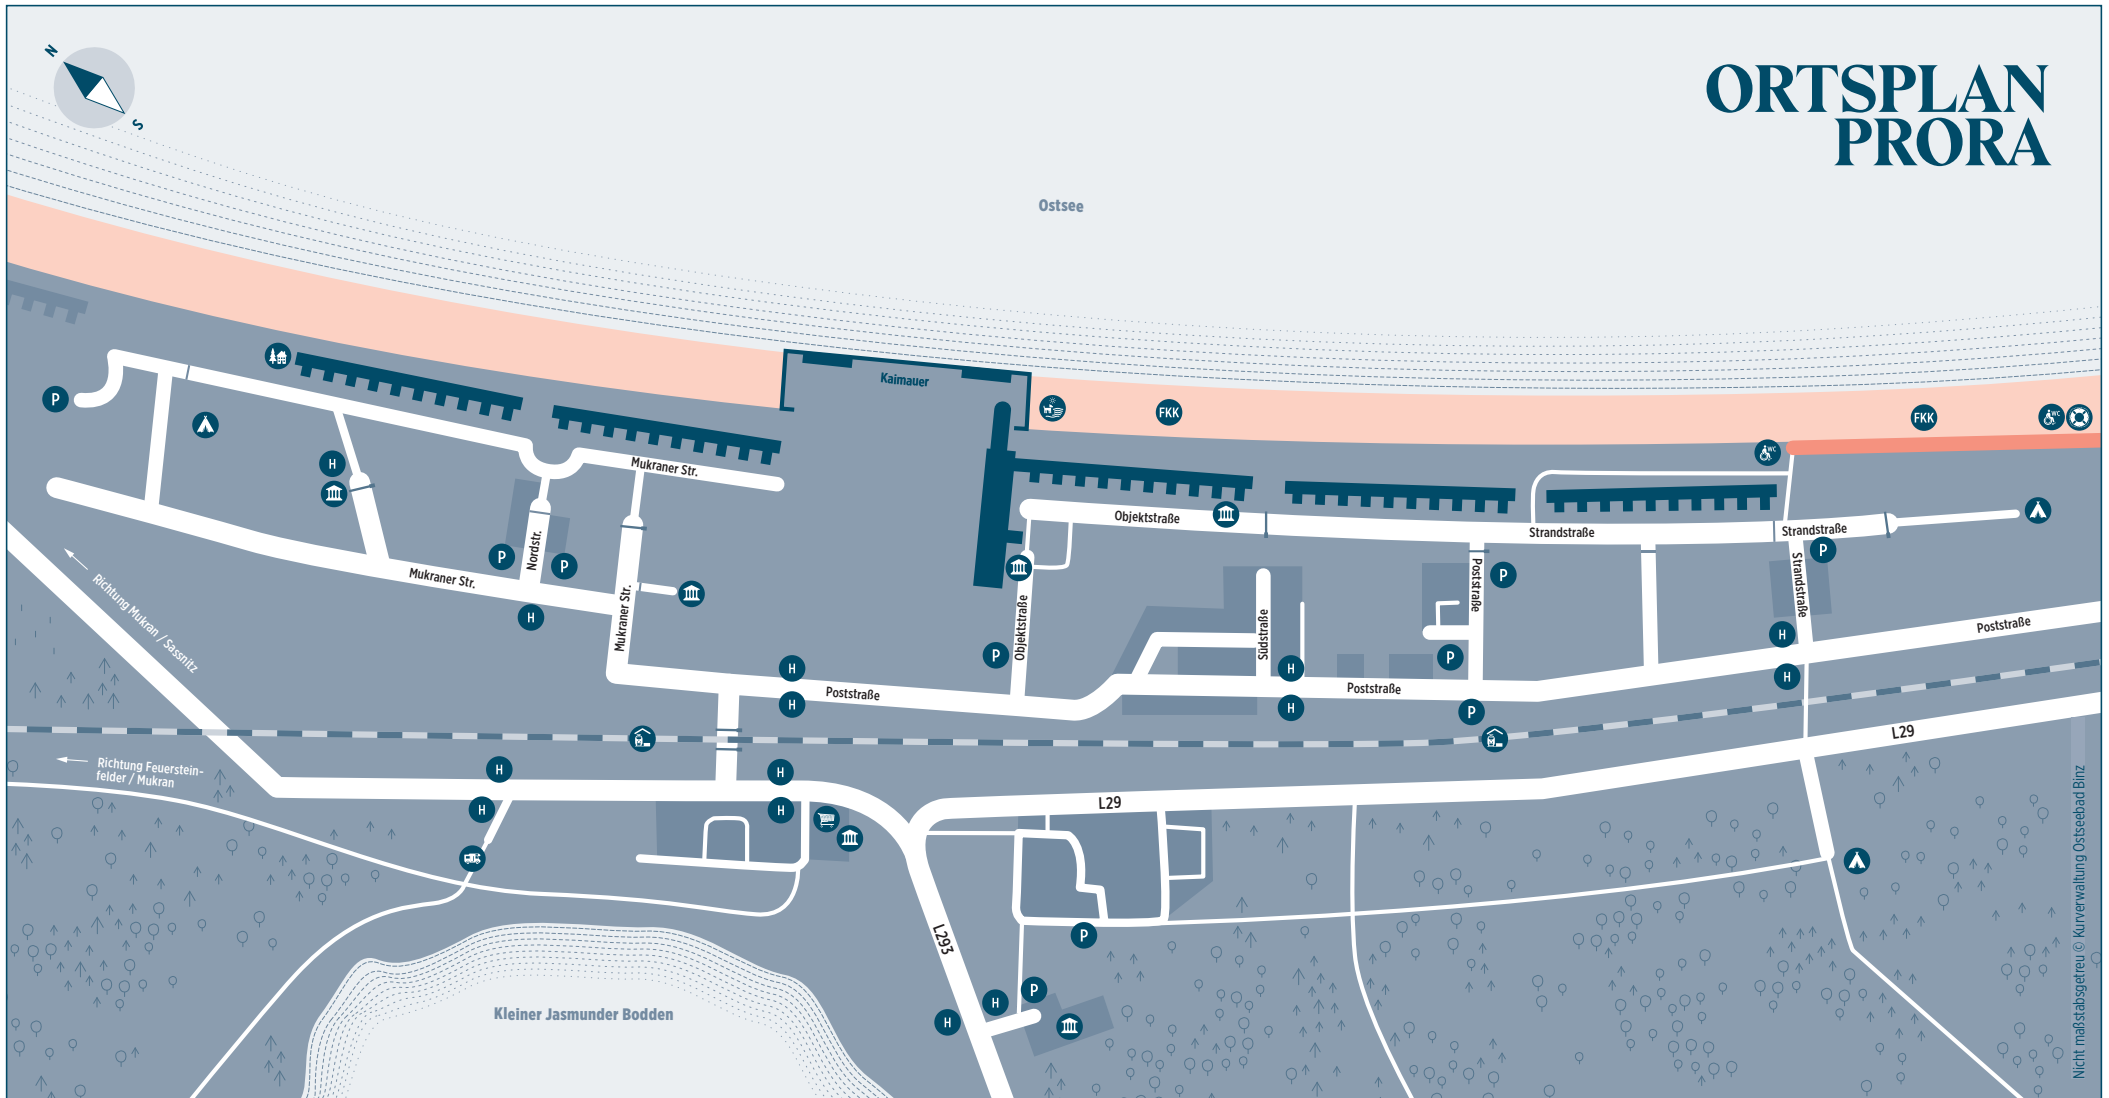 N
S
ORTSPLAN
PRORA
Ostsee
Kaimauer
P
H
FKK
FKK
WC
WC
Mukraner Str.
Objektstraße
Strandstraße
Strandstraße
P
P
Nordstr.
Mukraner Str.
H
Mukraner Str.
Objektstraße
P
Südstraße
Poststraße
P
P
Strandstraße
P
H
H
Poststraße
Richtung Mukran / Sassnitz
H
H
Poststraße
H
H
Poststraße
P
L29
Richtung Feuerstein-
felder / Mukran
H
H
H
H
L29
L293
P
P
H
H
Kleiner Jasmunder Bodden
Nicht maßstabsgetreu © Kurverwaltung Ostseebad Binz